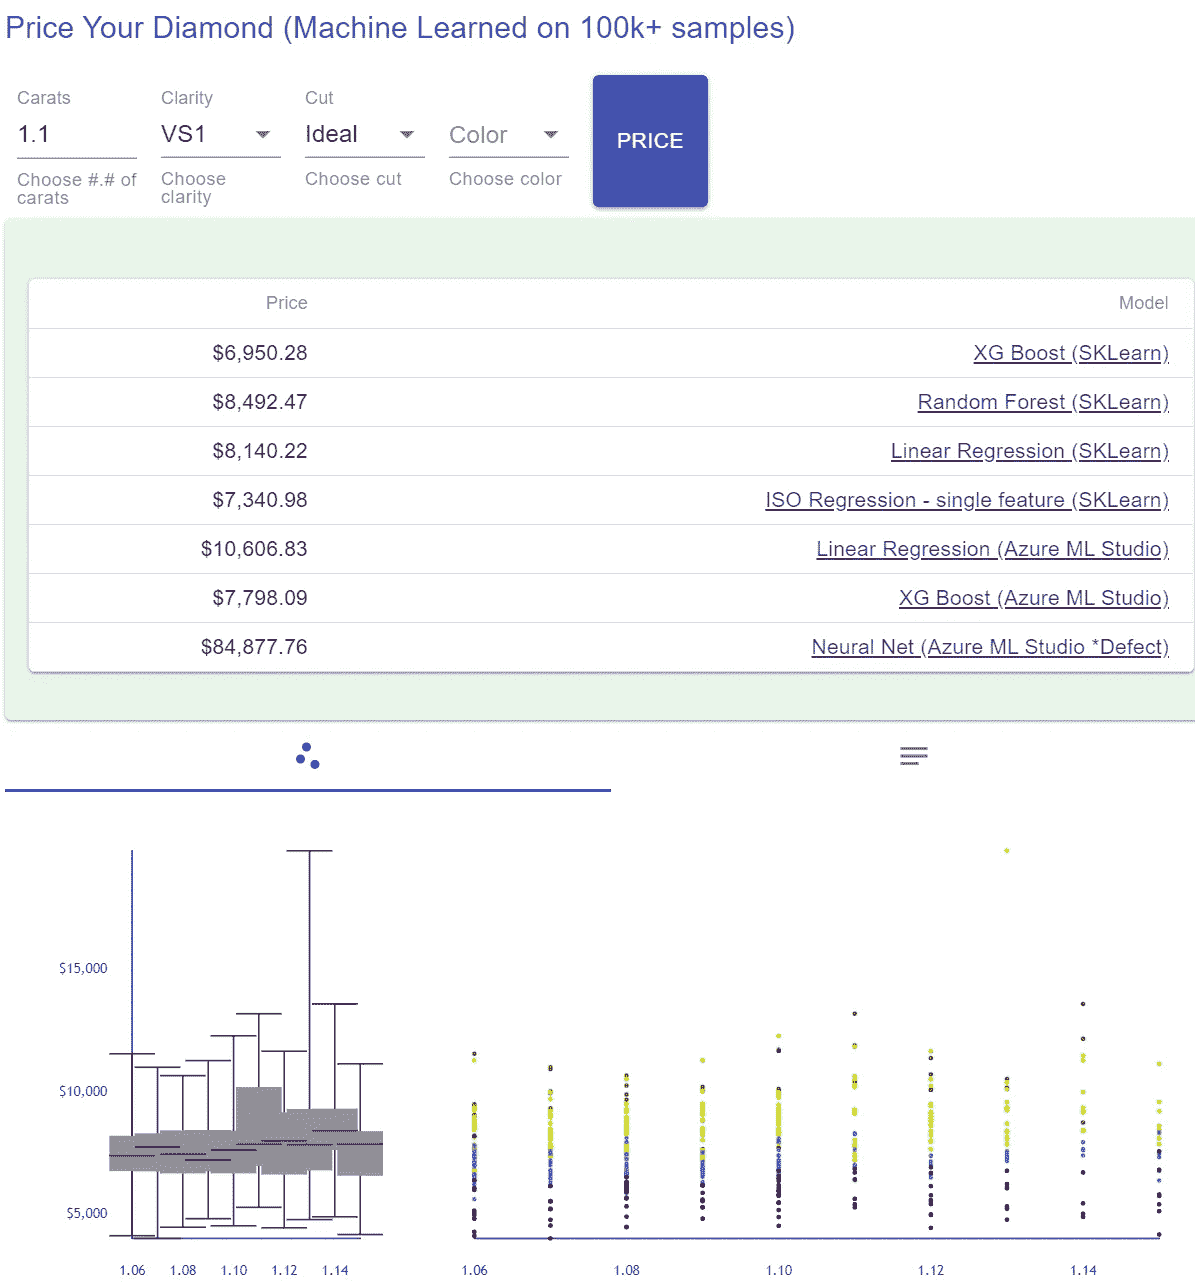 Price Your Diamond (Machine Learned on 100k+ samples)
Carats Clarity Cut
1.1 VS1 Ideal Color PRICE
Choose #.# of Choose Choose cut Choose color
carats clarity
Price Model
$6,950.28 XG Boost (SKLearn)
$8,492.47 Random Forest (SKLearn)
$8,140.22 Linear Regression (SKLearn)
$7,340.98 ISO Regression - single feature (SKLearn)
$10,606.83 Linear Regression (Azure ML Studio)
$7,798.09 XG Boost (Azure ML Studio)
$84,877.76 Neural Net (Azure ML Studio *Defect)
$15,000
$10,000
$5,000
1.06 1.08 1.10 1.12 1.14 1.06 1.08 1.10 1.12 1.14